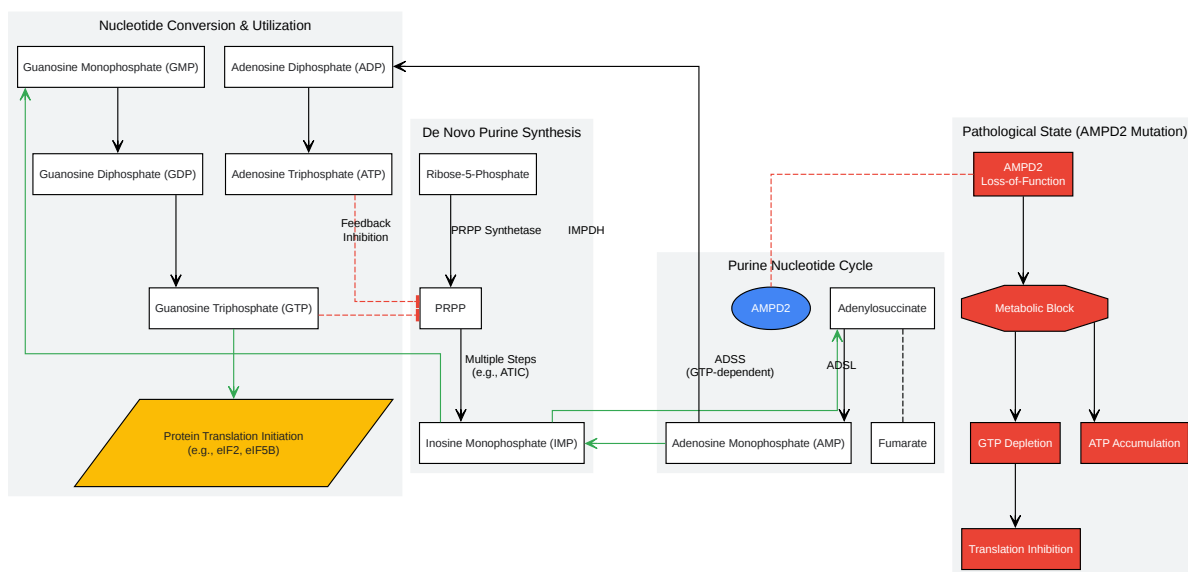 Nucleotide Conversion & Utilization
Guanosine Monophosphate (GMP)
Adenosine Diphosphate (ADP)
Guanosine Diphosphate (GDP)
Adenosine Triphosphate (ATP)
Feedback
Inhibition
Guanosine Triphosphate (GTP)
Protein Translation Initiation
(e.g., eIF2, eIF5B)
De Novo Purine Synthesis
Ribose-5-Phosphate
PRPP Synthetase
IMPDH
PRPP
Multiple Steps
(e.g., ATIC)
Inosine Monophosphate (IMP)
Purine Nucleotide Cycle
AMPD2
Adenylosuccinate
ADSS
(GTP-dependent)
ADSL
Adenosine Monophosphate (AMP)
Fumarate
Pathological State (AMPD2 Mutation)
AMPD2
Loss-of-Function
Metabolic Block
GTP Depletion
ATP Accumulation
Translation Inhibition